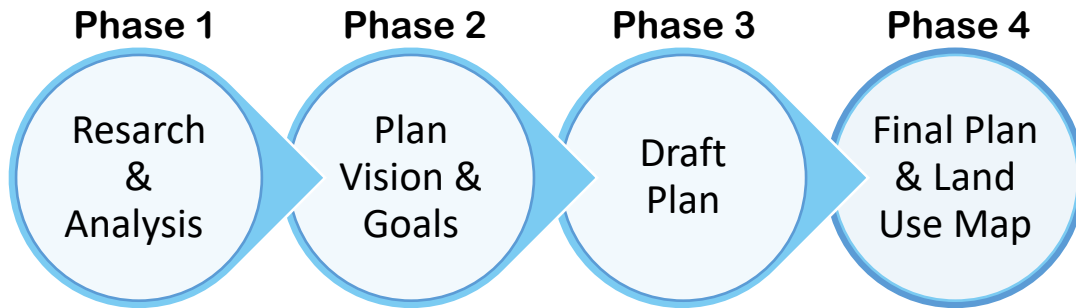 Phase 1
Resarch
&
Analysis
Phase 2
Plan
Vision &
Goals
Phase 3
Draft
Plan
Phase 4
Final Plan
& Land
Use Map